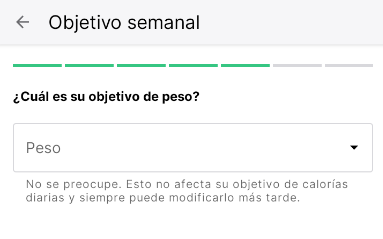 Objetivo semanal
¿Cuál es su objetivo de peso?
Peso
No se preocupe. Esto no afecta su objetivo de calorías
diarias y siempre puede modificarlo más tarde.